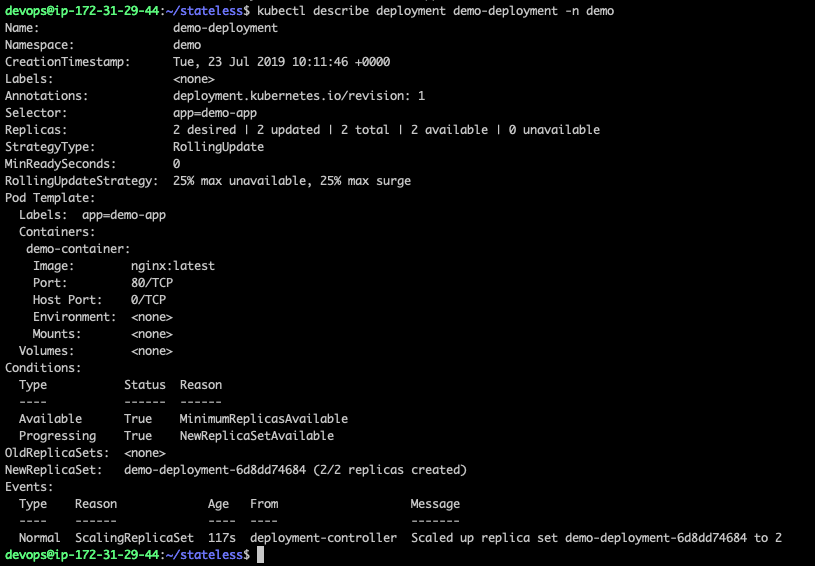 devops@ip-172-31-29-44:~/stateless$ kubectl describe deployment demo-deployment -n demo
Name:                   demo-deployment
Namespace:              demo
CreationTimestamp:      Tue, 23 Jul 2019 10:11:46 +0000
Labels:                 <none>
Annotations:            deployment.kubernetes.io/revision: 1
Selector:               app=demo-app
Replicas:               2 desired | 2 updated | 2 total | 2 available | 0 unavailable
StrategyType:           RollingUpdate
MinReadySeconds:        0
RollingUpdateStrategy:  25% max unavailable, 25% max surge
Pod Template:
  Labels:  app=demo-app
  Containers:
   demo-container:
    Image:        nginx:latest
    Port:         80/TCP
    Host Port:    0/TCP
    Environment:  <none>
    Mounts:       <none>
  Volumes:        <none>
Conditions:
  Type           Status  Reason
  ----           ------  ------
  Available      True    MinimumReplicasAvailable
  Progressing    True    NewReplicaSetAvailable
OldReplicaSets:  <none>
NewReplicaSet:   demo-deployment-6d8dd74684 (2/2 replicas created)
Events:
  Type    Reason             Age   From                   Message
  ----    ------             ----  ----                   -------
  Normal  ScalingReplicaSet  117s  deployment-controller  Scaled up replica set demo-deployment-6d8dd74684 to 2
devops@ip-172-31-29-44:~/stateless$